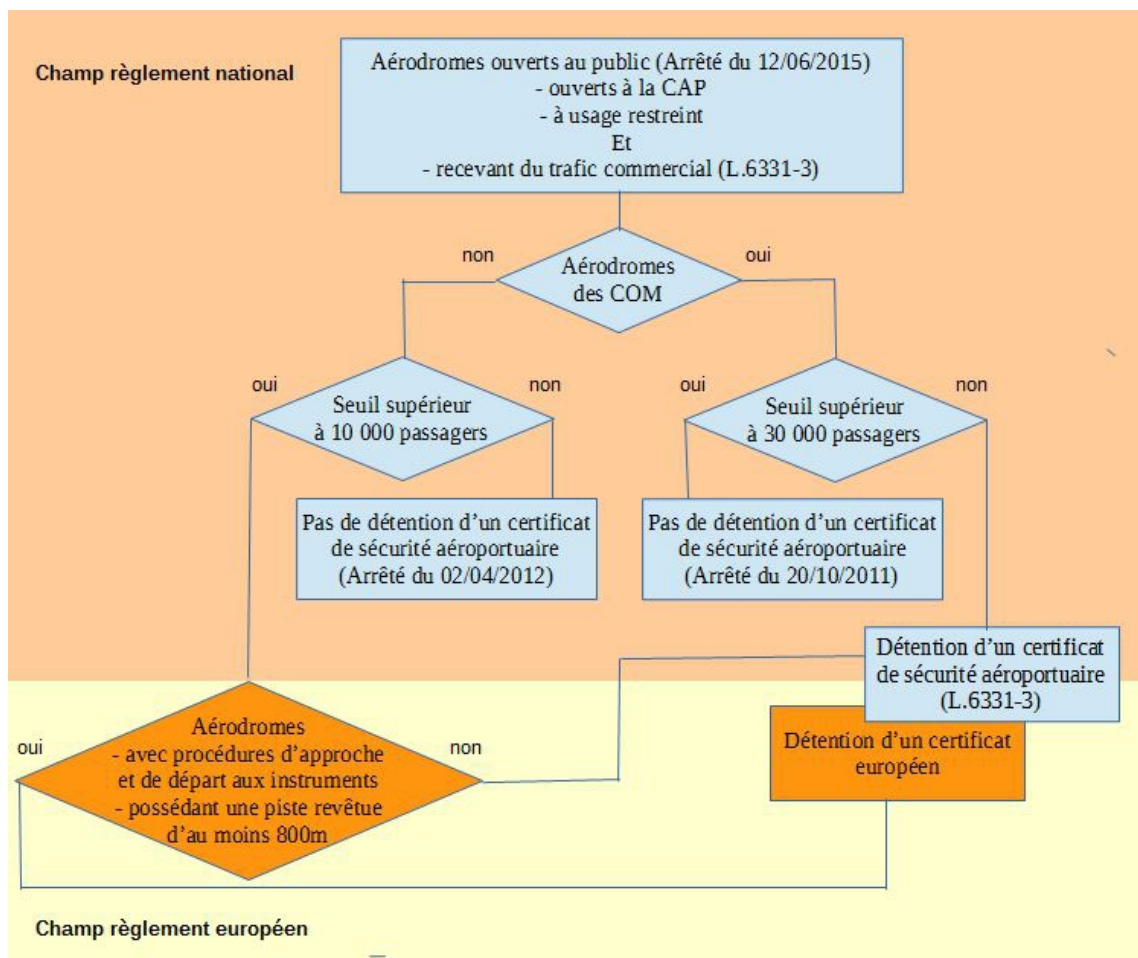 Champ règlement national
Aérodromes ouverts au public (Arrêté du 12/06/2015)
- ouverts à la CAP
- à usage restreint
Et
- recevant du trafic commercial (L.6331-3)
non
oui
Aérodromes
des COM
oui
non
Seuil supérieur
à 10 000 passagers
oui
non
Seuil supérieur
à 30 000 passagers
Pas de détention d'un certificat
de sécurité aéroportuaire
(Arrêté du 02/04/2012)
Pas de détention d'un certificat
de sécurité aéroportuaire
(Arrêté du 20/10/2011)
Détention d'un certificat
de sécurité aéroportuaire
(L.6331-3)
oui
non
Aérodromes
- avec procédures d'approche
et de départ aux instruments
- possédant une piste revêtue
d'au moins 800m
Détention d'un certificat
européen
Champ règlement européen